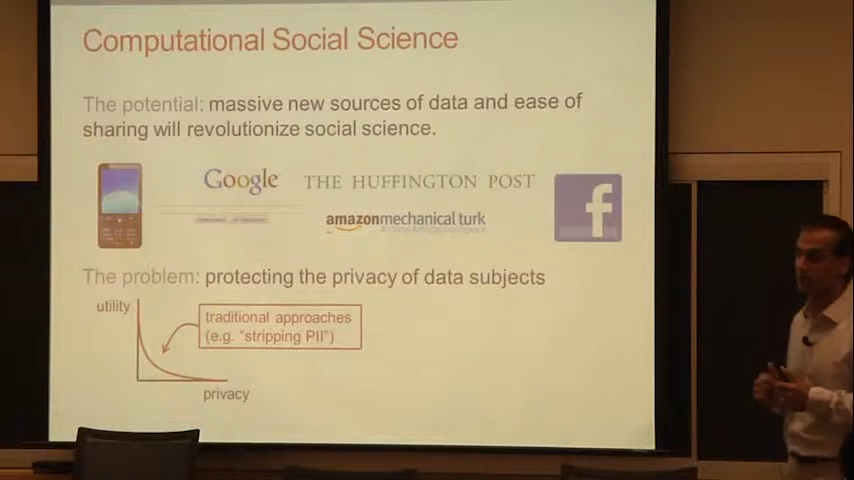 Computational Social Science
The potential: massive new sources of data and ease of
sharing will revolutionize social science.
Google
THE HUFFINGTON POST
amazonmechanical turk
f
The problem: protecting the privacy of data subjects
utility
traditional approaches
(e.g. "stripping PII")
privacy